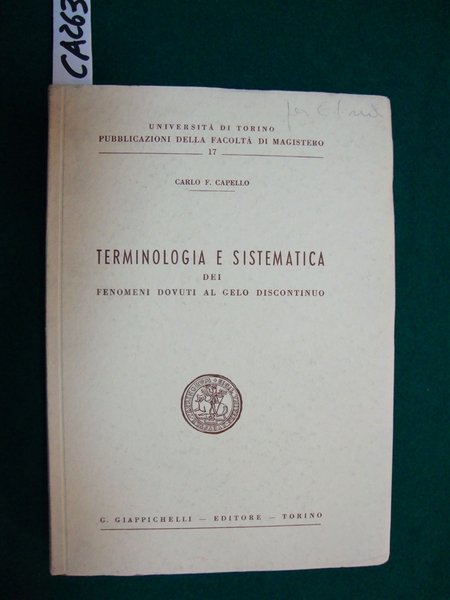 CA263
UNIVERSITÀ DI TORINO
PUBBLICAZIONI DELLA FACOLTÀ DI MAGISTERO
17
CARLO F. CAPELLO
TERMINOLOGIA E SISTEMATICA
DEI
FENOMENI DOVUTI AL GELO DISCONTINUO
G. GIAPPICHELLI — EDITORE — TORINO